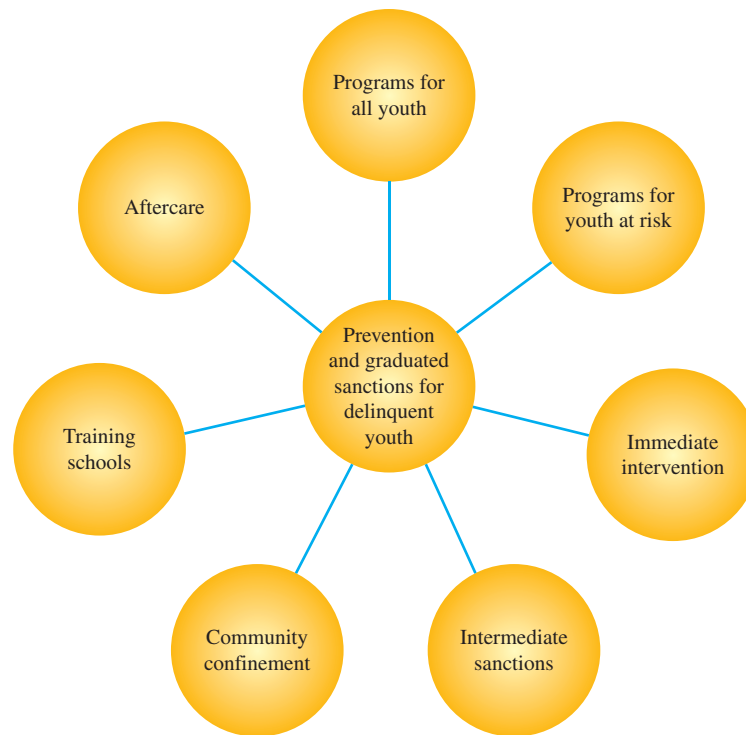 Programs for
all youth
Programs for
youth at risk
Immediate
intervention
Intermediate
sanctions
Community
confinement
Training
schools
Aftercare
Prevention
and graduated
sanctions for
delinquent
youth